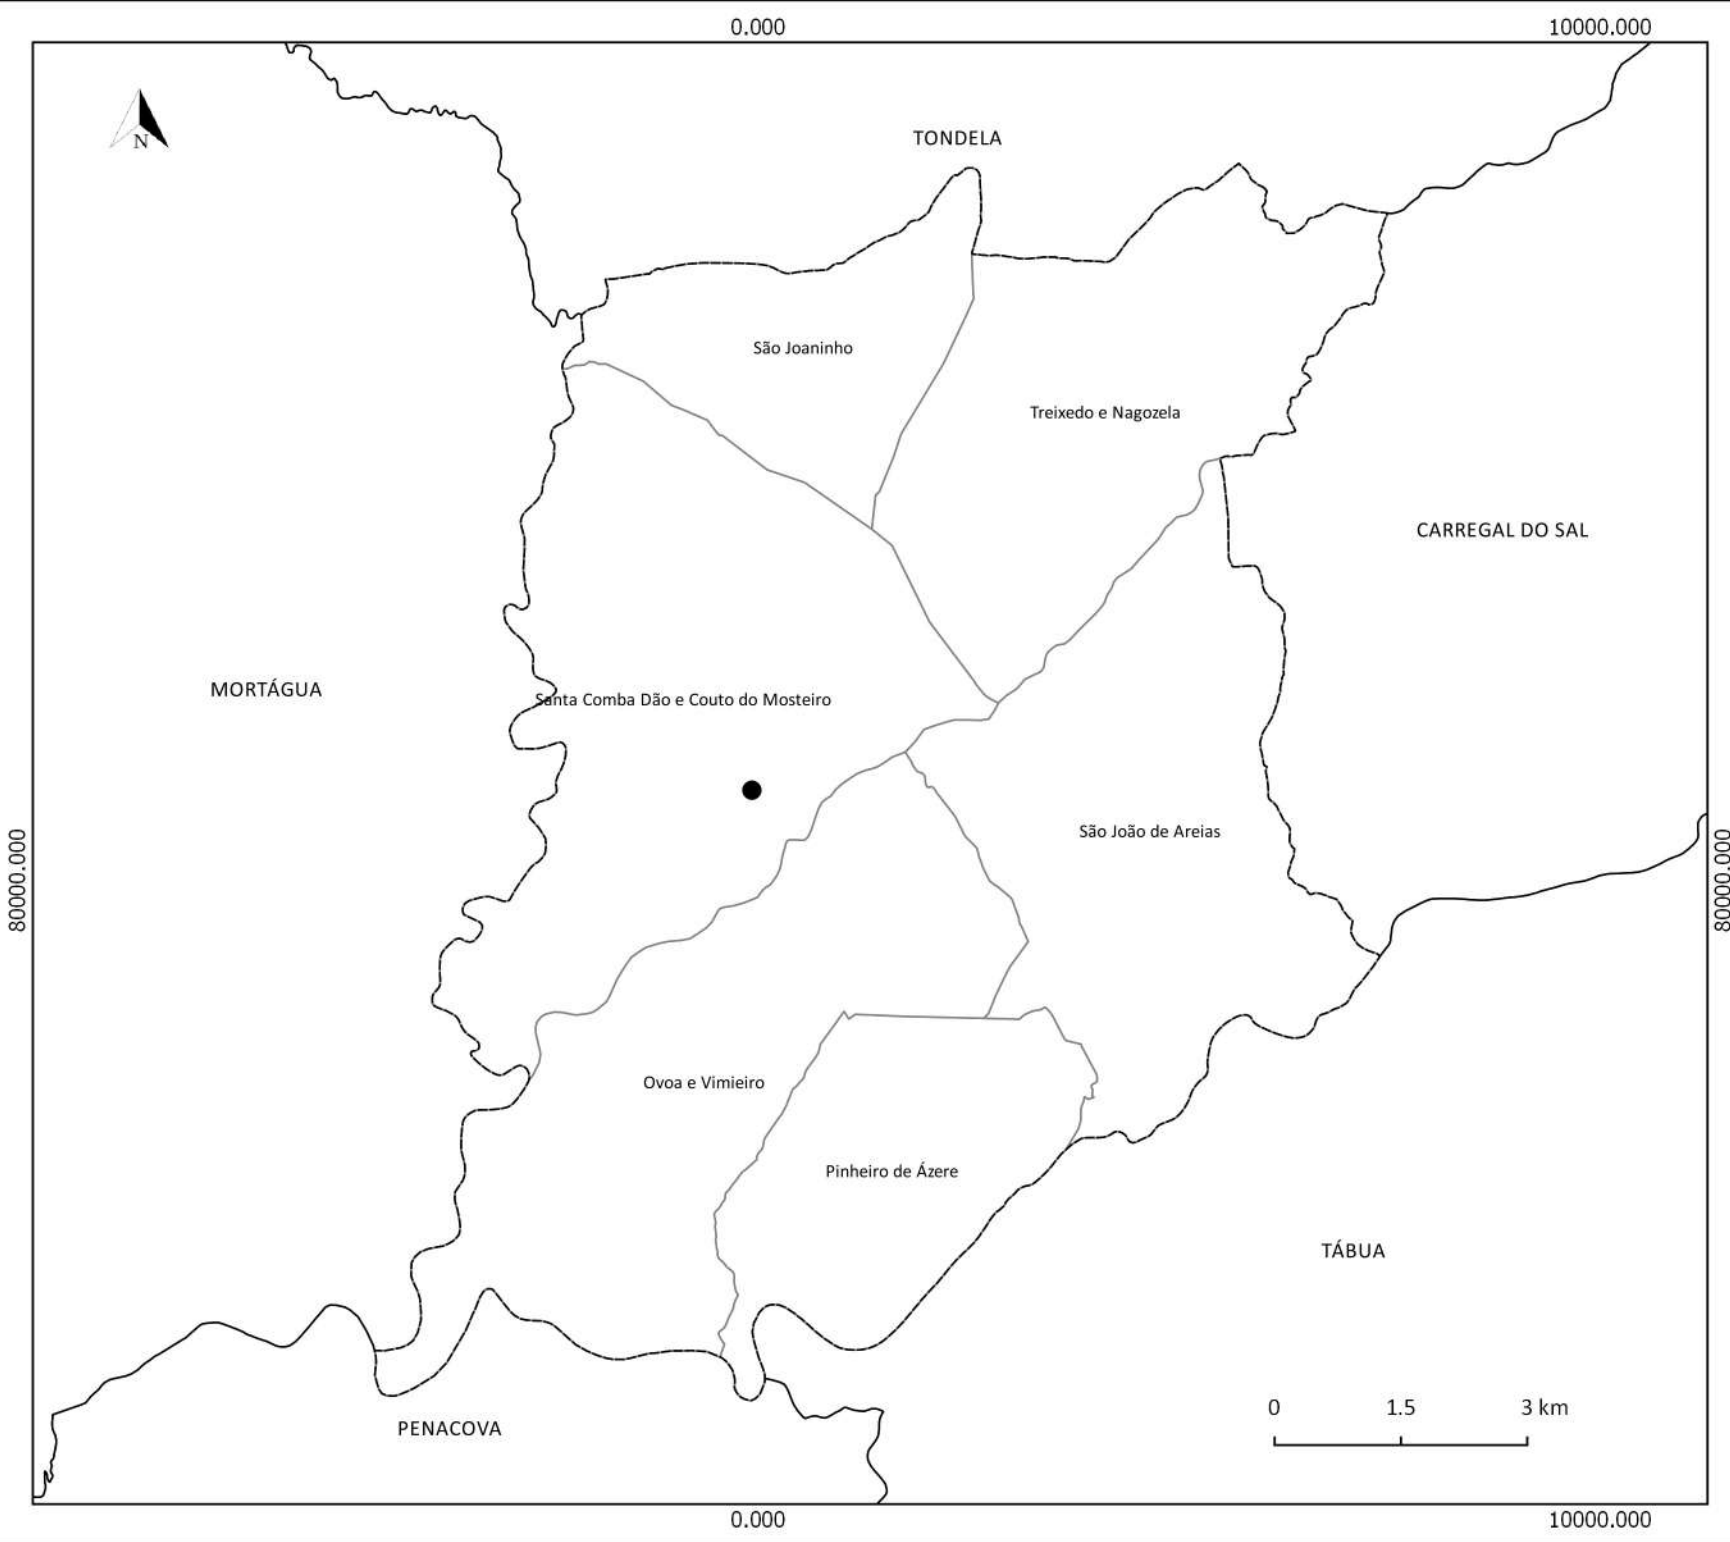 0.000
10000.000
N
TONDELA
São Joaninho
Treixedo e Nagozela
CARREGAL DO SAL
MORTÁGUA
Santa Comba Dão e Couto do Mosteiro
São João de Areias
80000.000
80000.000
Ovoa e Vimieiro
Pinheiro de Ázere
TÁBUA
0
1.5
3 km
PENACOVA
0.000
10000.000